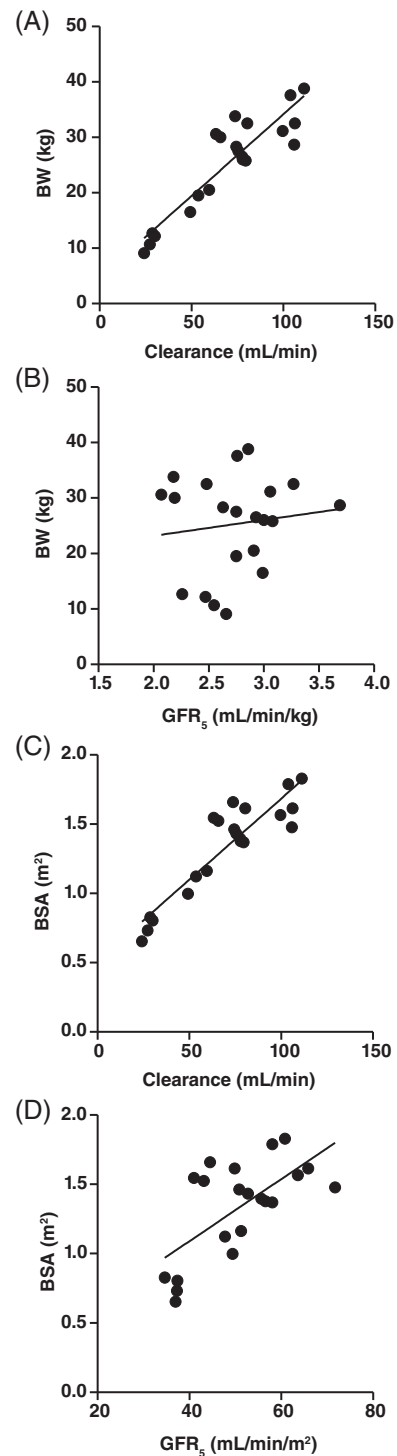 (A)
50
40
30
20
10
0
BW (kg)
0 50 100 150
Clearance (mL/min)
(B)
50
40
30
20
10
0
BW (kg)
1.5 2.0 2.5 3.0 3.5 4.0
GFR5 (mL/min/kg)
(C)
2.0
1.5
1.0
0.5
0.0
BSA (m²)
0 50 100 150
Clearance (mL/min)
(D)
2.0
1.5
1.0
0.5
0.0
BSA (m²)
20 40 60 80
GFR5 (mL/min/m²)